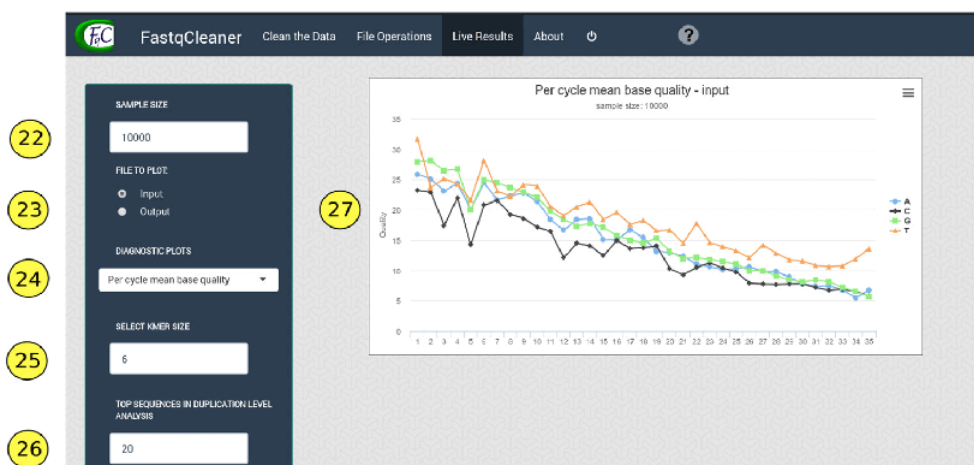 FqC FastqCleaner Clean the Data File Operations Live Results About ?
SAMPLE SIZE
22
10000
FILE TO PLOT:
23
Input
Output
DIAGNOSTIC PLOTS
24
Per cycle mean base quality
SELECT KMER SIZE
25
6
TOP SEQUENCES IN DUPLICATION LEVEL
ANALYSIS
26
20
27
Per cycle mean base quality - input
sample size: 10000
Quality
35
30
25
20
15
10
5
0
1 2 3 4 5 6 7 8 9 10 11 12 13 14 15 16 17 18 19 20 21 22 23 24 25 26 27 28 29 30 31 32 33 34 35
A
C
G
T